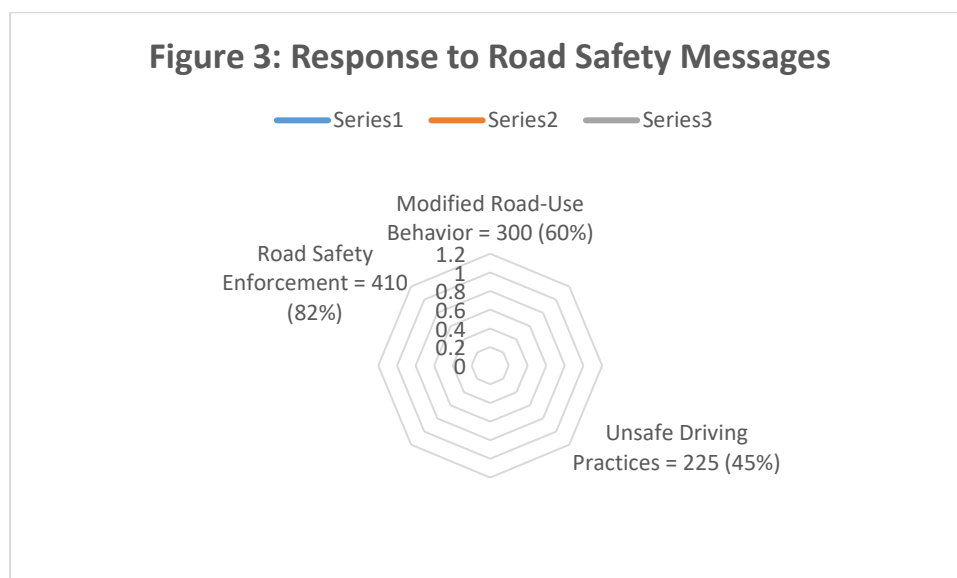 Figure 3: Response to Road Safety Messages
Series1 Series2 Series3
Modified Road-Use
Behavior = 300 (60%)
Road Safety
Enforcement = 410
(82%)
1.2
1
0.8
0.6
0.4
0.2
0
Unsafe Driving
Practices = 225 (45%)